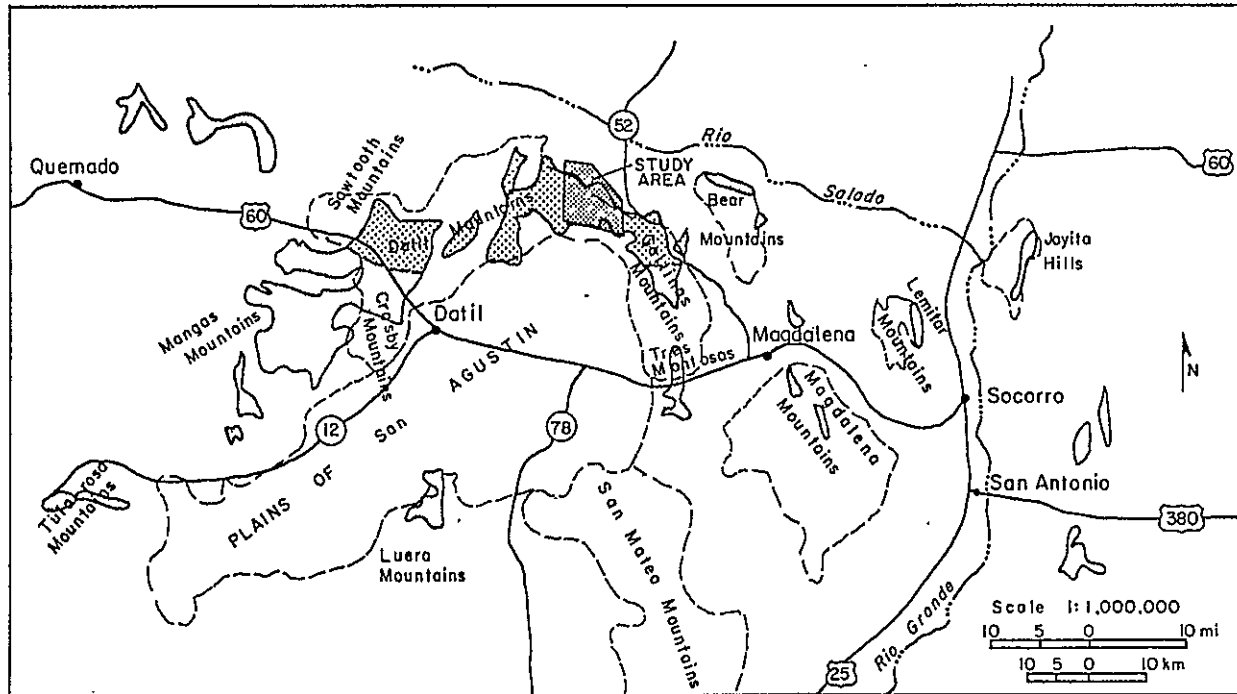 52
Rio
Salado
60
Quemado
Sawtooth
Mountains
60
STUDY
AREA
Bear
Mountains
Datil
Mountains
Gallinas
Mountains
Joyita
Hills
Mangas
Mountains
Crosby
Mountains
Datil
Lemitar
Mountains
Magdalena
Tres
Montosas
N
PLAINS OF San AGUSTIN
Magdalena
Mountains
Socorro
12
78
Tularosa
Mountains
San Antonio
380
San Mateo Mountains
Luera
Mountains
Rio Grande
25
Scale 1:1,000,000
10 5 0 10 mi
10 5 0 10 km